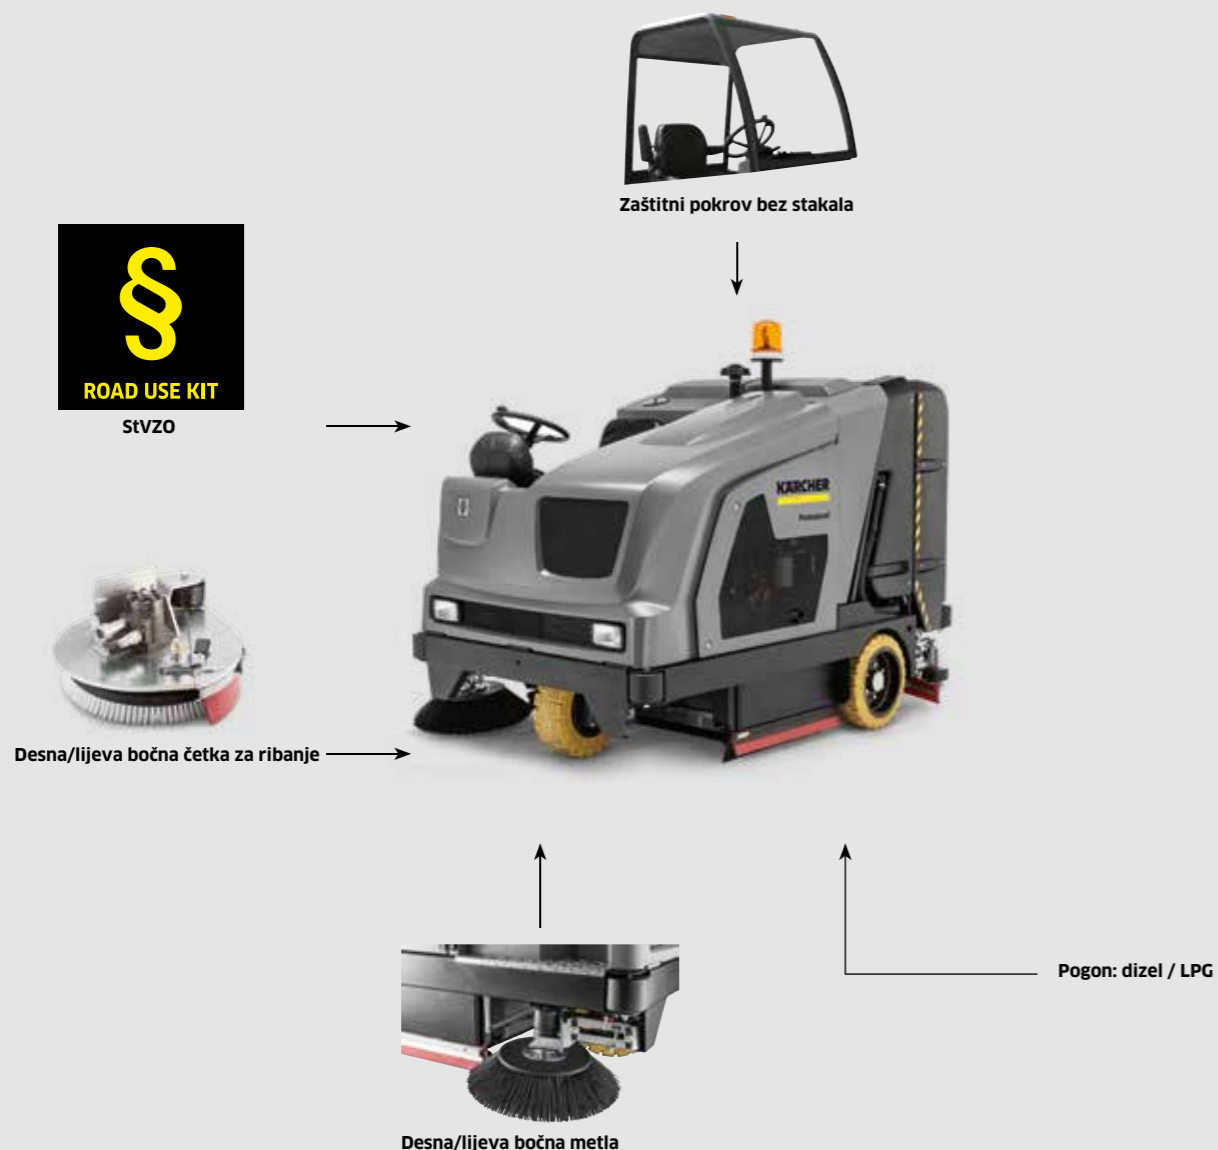 Zaštitni pokrov bez stakala
§
ROAD USE KIT
StVZO
KÄRCHER
Professional
Desna/lijeva bočna četka za ribanje
Pogon: dizel / LPG
Desna/lijeva bočna metla